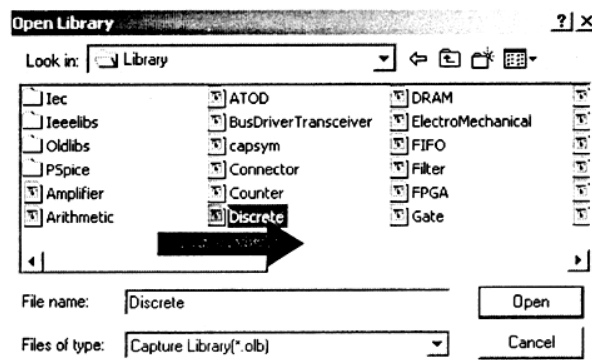 Open Library
Look in: Library
Iec
Ieeelibs
Oldlibs
PSpice
Amplifier
Arithmetic
ATOD
BusDriverTransceiver
capsym
Connector
Counter
Discrete
DRAM
ElectroMechanical
FIFO
Filter
FPGA
Gate
File name: Discrete Open
Files of type: Capture Library(*.olb) Cancel